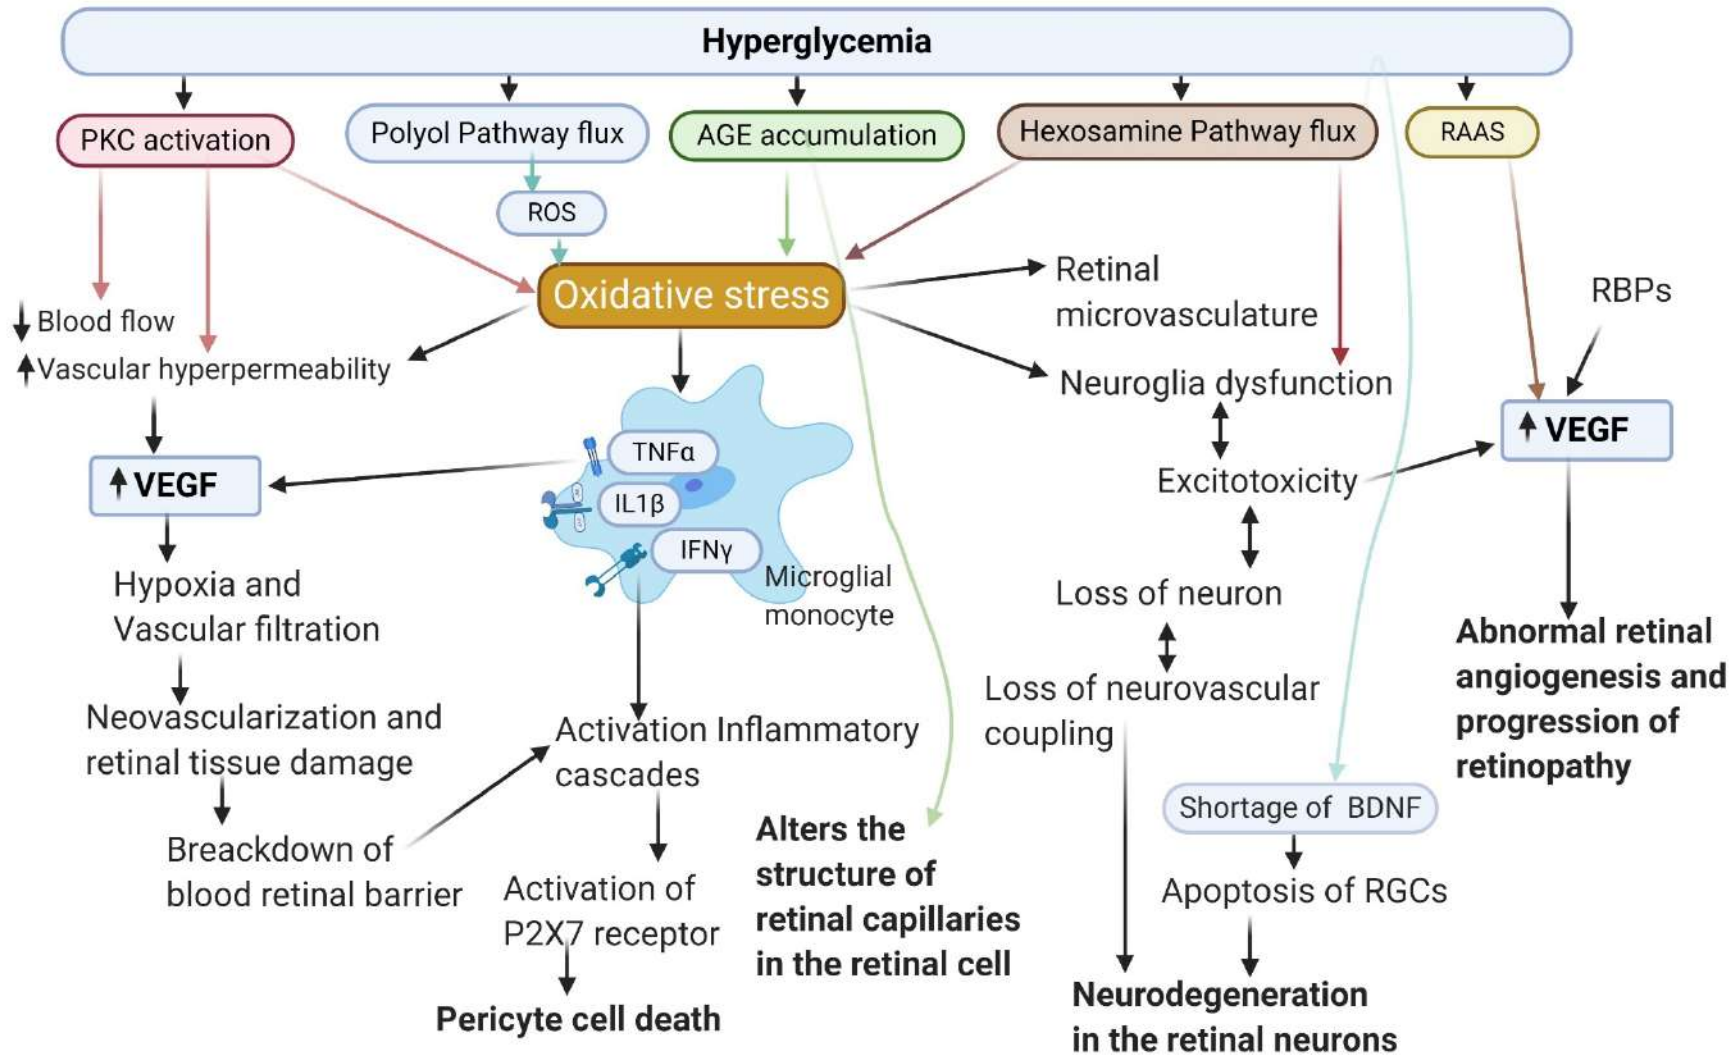 Hyperglycemia
PKC activation
Polyol Pathway flux
AGE accumulation
Hexosamine Pathway flux
RAAS
ROS
Oxidative stress
Retinal
microvasculature
RBPs
Blood flow
Vascular hyperpermeability
Neuroglia dysfunction
VEGF
TNFα
VEGF
Excitotoxicity
IL1β
IFNγ
Microglial
monocyte
Hypoxia and
Vascular filtration
Loss of neuron
Abnormal retinal
angiogenesis and
progression of
retinopathy
Loss of neurovascular
coupling
Neovascularization and
retinal tissue damage
Activation Inflammatory
cascades
Shortage of BDNF
Alters the
structure of
retinal capillaries
in the retinal cell
Breackdown of
blood retinal barrier
Activation of
P2X7 receptor
Apoptosis of RGCs
Pericyte cell death
Neurodegeneration
in the retinal neurons